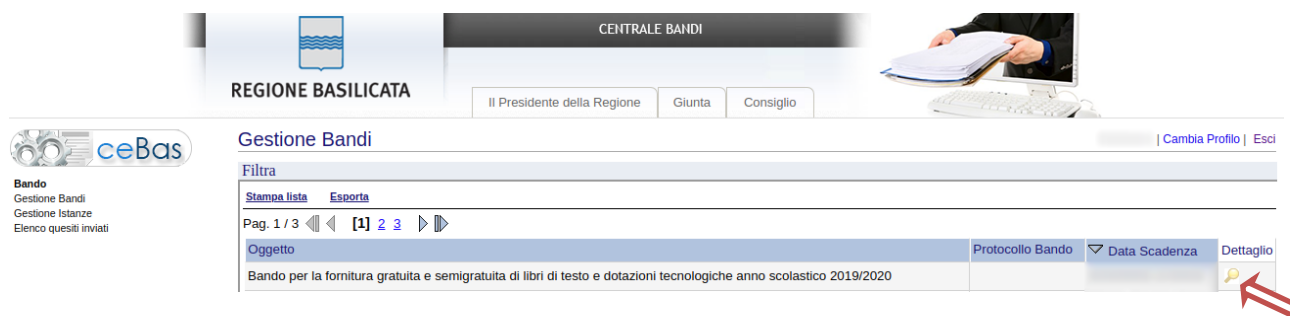 CENTRALE BANDI
REGIONE BASILICATA
Il Presidente della Regione Giunta Consiglio
ceBas
Gestione Bandi
| Cambia Profilo | Esci
Filtra
Bando
Gestione Bandi
Gestione Istanze
Elenco quesiti inviati
Stampa lista Esporta
Pag. 1 / 3 [1] 2 3
Oggetto Protocollo Bando Data Scadenza Dettaglio
Bando per la fornitura gratuita e semigratuita di libri di testo e dotazioni tecnologiche anno scolastico 2019/2020